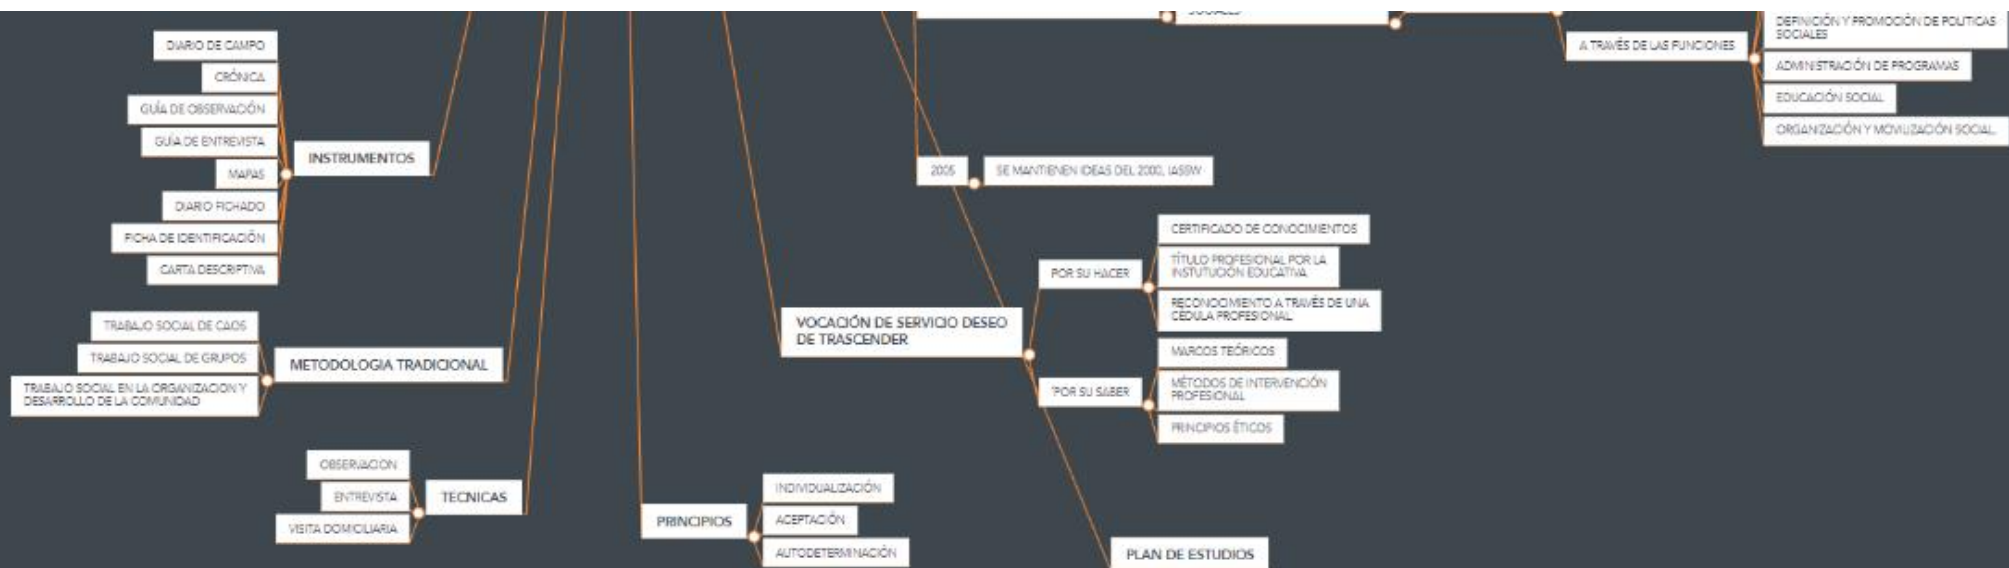 DIARIO DE CAMPO
CRÓNICA
GUÍA DE OBSERVACIÓN
GUÍA DE ENTREVISTA
MAPAS
DIARIO FICHADO
FICHA DE IDENTIFICACIÓN
CARTA DESCRIPTIVA
INSTRUMENTOS
TRABAJO SOCIAL DE CAOS
TRABAJO SOCIAL DE GRUPOS
TRABAJO SOCIAL EN LA ORGANIZACION Y
DESARROLLO DE LA COMUNIDAD
METODOLOGIA TRADICIONAL
OBSERVACION
ENTREVISTA
VISITA DOMICILIARIA
TECNICAS
PRINCIPIOS
INDIVIDUALIZACIÓN
ACEPTACIÓN
AUTODETERMINACIÓN
SOCIALES
A TRAVÉS DE LAS FUNCIONES
DEFINICIÓN Y PROMOCIÓN DE POLITICAS
SOCIALES
ADMINISTRACIÓN DE PROGRAMAS
EDUCACIÓN SOCIAL
ORGANIZACIÓN Y MOVILIZACIÓN SOCIAL.
2005
SE MANTIENEN IDEAS DEL 2000, IASSW
VOCACIÓN DE SERVICIO DESEO
DE TRASCENDER
POR SU HACER
CERTIFICADO DE CONOCIMIENTOS
TÍTULO PROFESIONAL POR LA
INSTUTUCIÓN EDUCATIVA
RECONOCIMIENTO A TRAVÉS DE UNA
CÉDULA PROFESIONAL
'POR SU SABER
MARCOS TEÓRICOS
MÉTODOS DE INTERVENCIÓN
PROFESIONAL
PRINCIPIOS ÉTICOS
PLAN DE ESTUDIOS